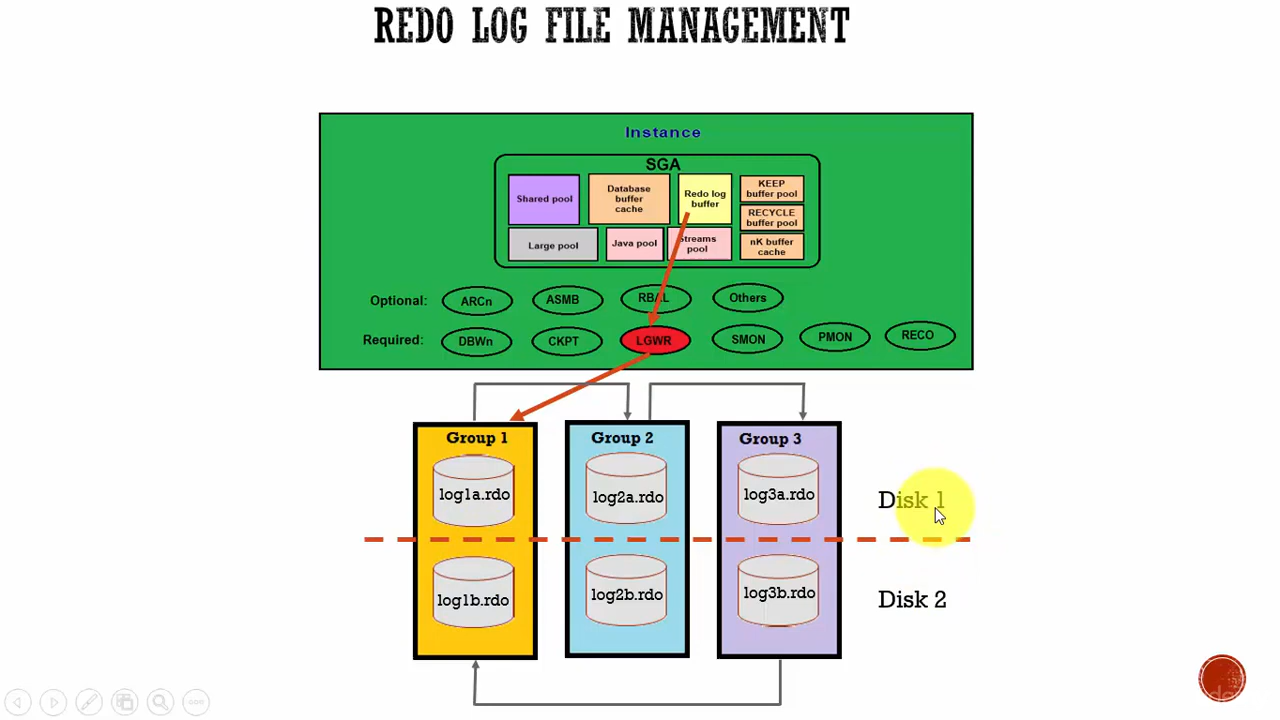 REDO LOG FILE MANAGEMENT
Instance
SGA
Shared pool
Database
buffer
cache
Redo log
buffer
KEEP
buffer pool
RECYCLE
buffer pool
Large pool
Java pool
Streams
pool
nK buffer
cache
Optional:
ARCn
ASMB
RBAL
Others
Required:
DBWn
CKPT
LGWR
SMON
PMON
RECO
Group 1
Group 2
Group 3
log1a.rdo
log2a.rdo
log3a.rdo
Disk 1
log1b.rdo
log2b.rdo
log3b.rdo
Disk 2